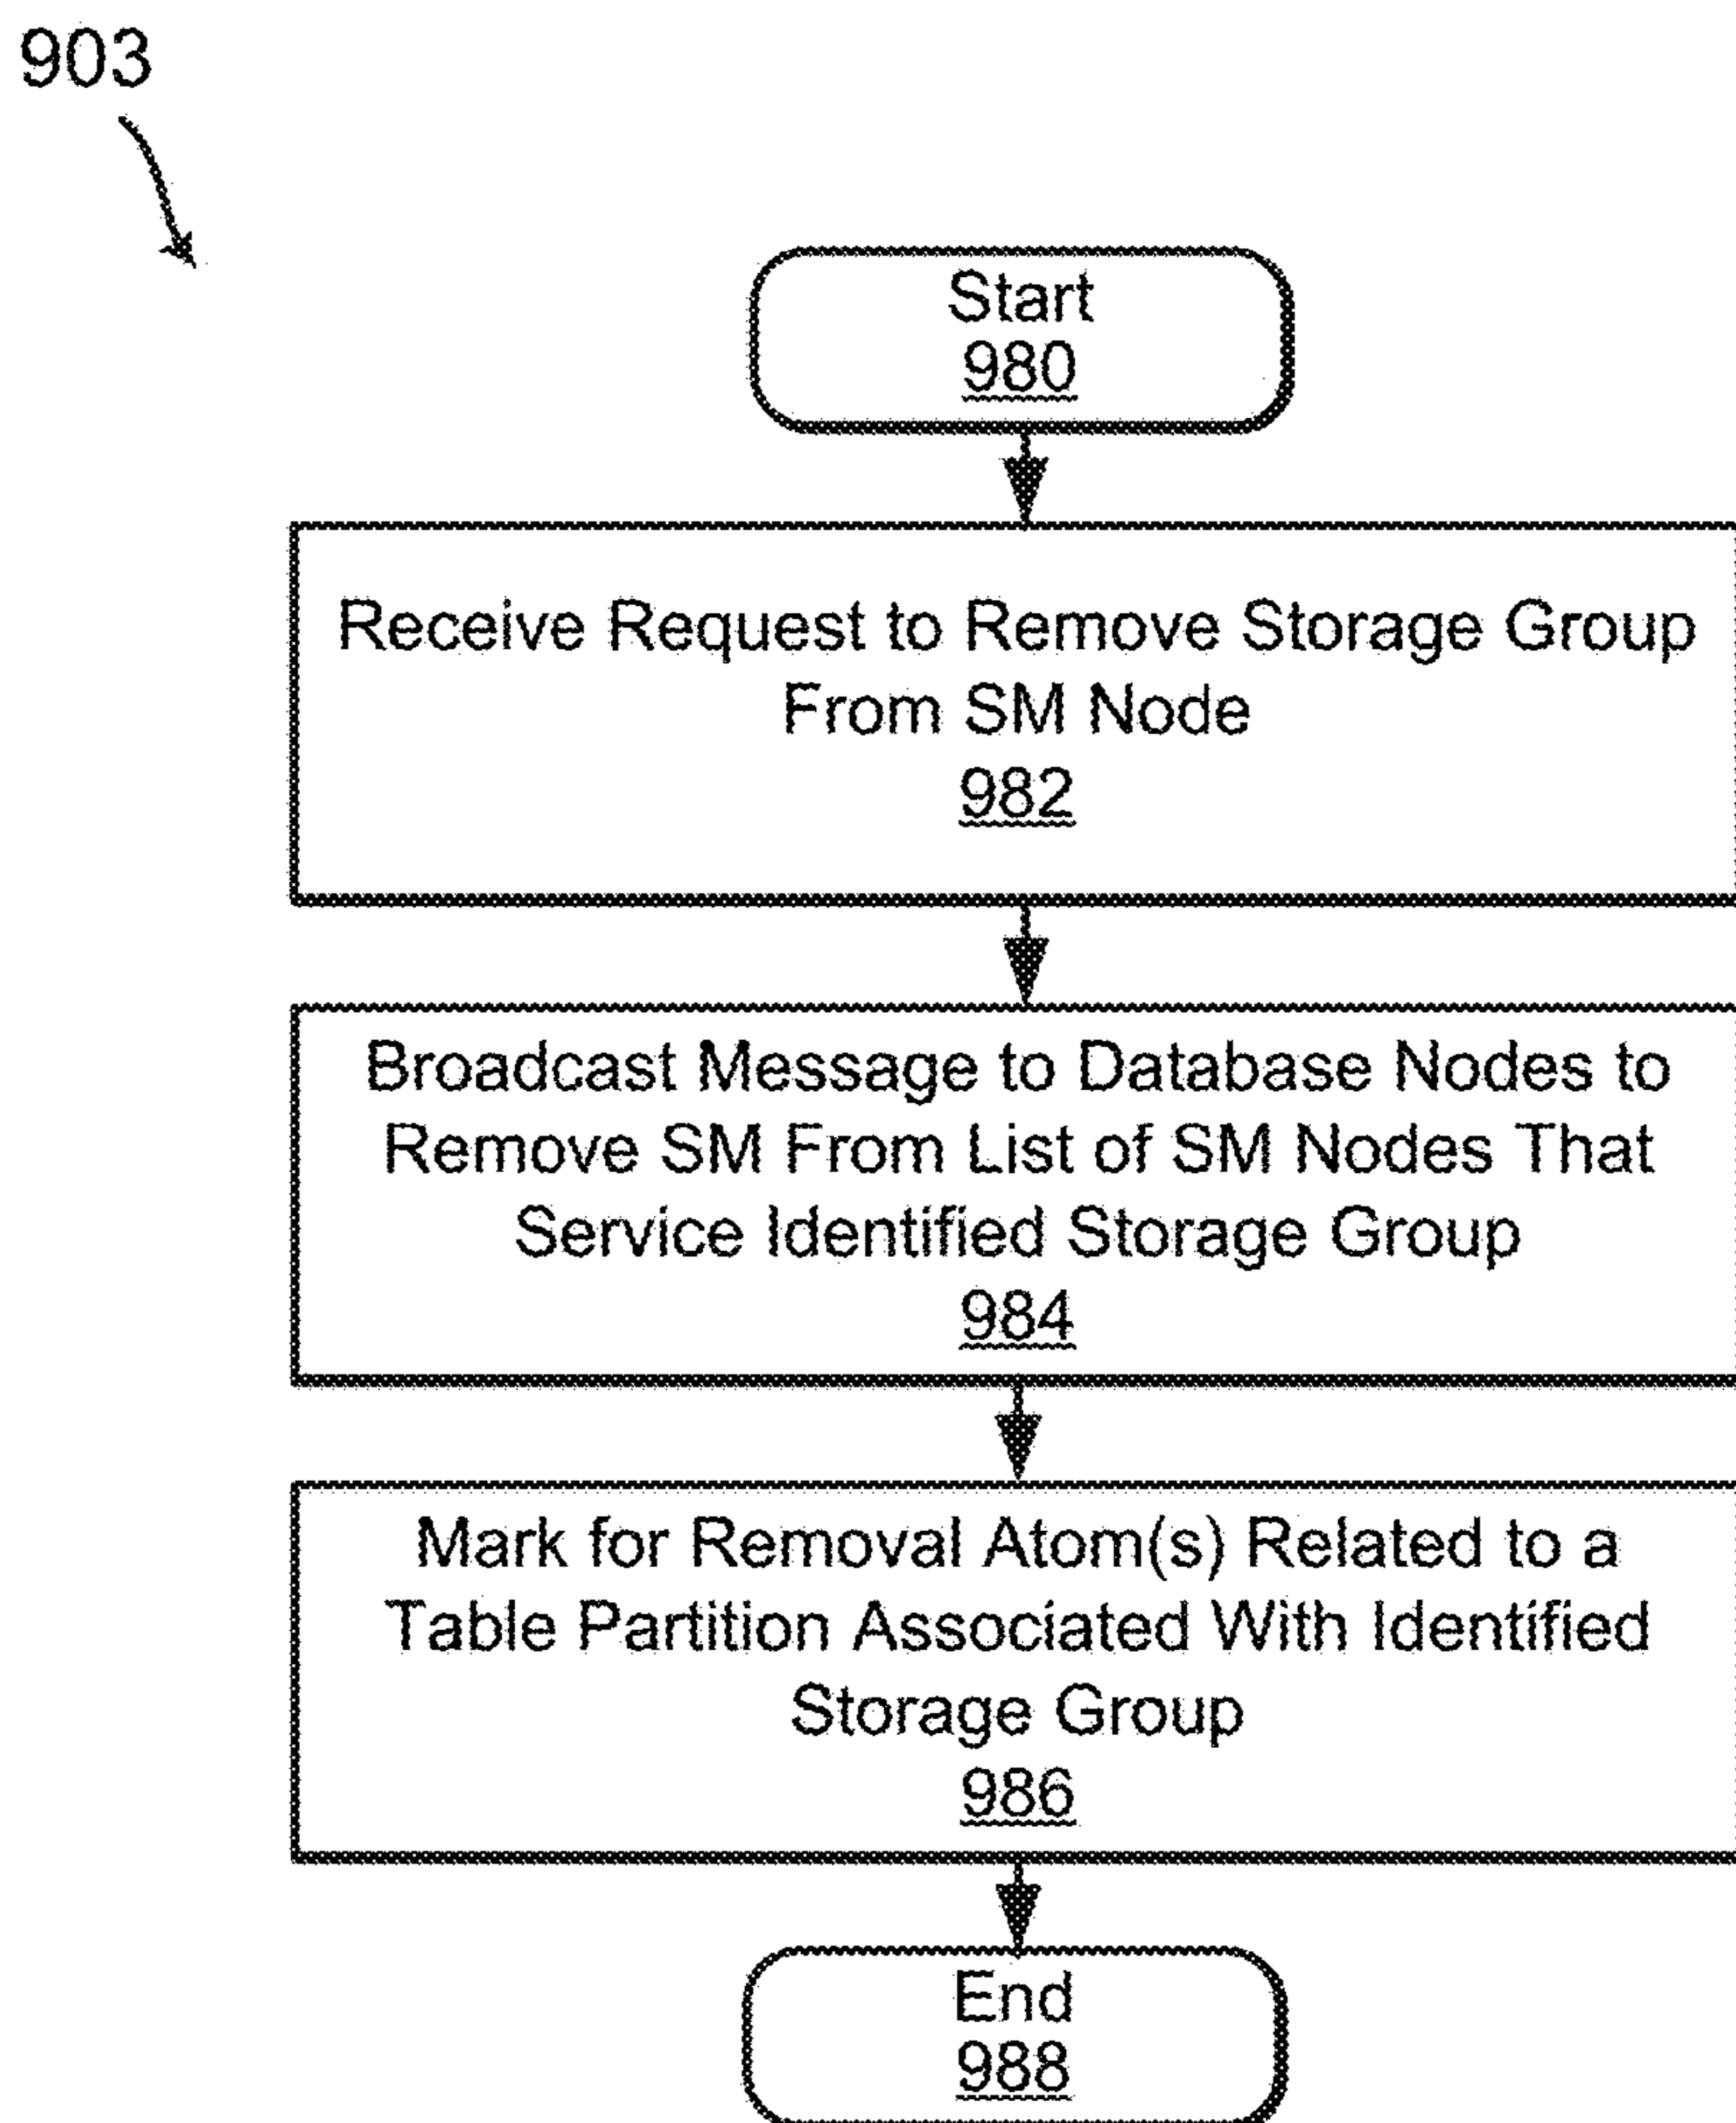 903
Start
980
Receive Request to Remove Storage Group
From SM Node
982
Broadcast Message to Database Nodes to
Remove SM From List of SM Nodes That
Service Identified Storage Group
984
Mark for Removal Atom(s) Related to a
Table Partition Associated With Identified
Storage Group
986
End
988